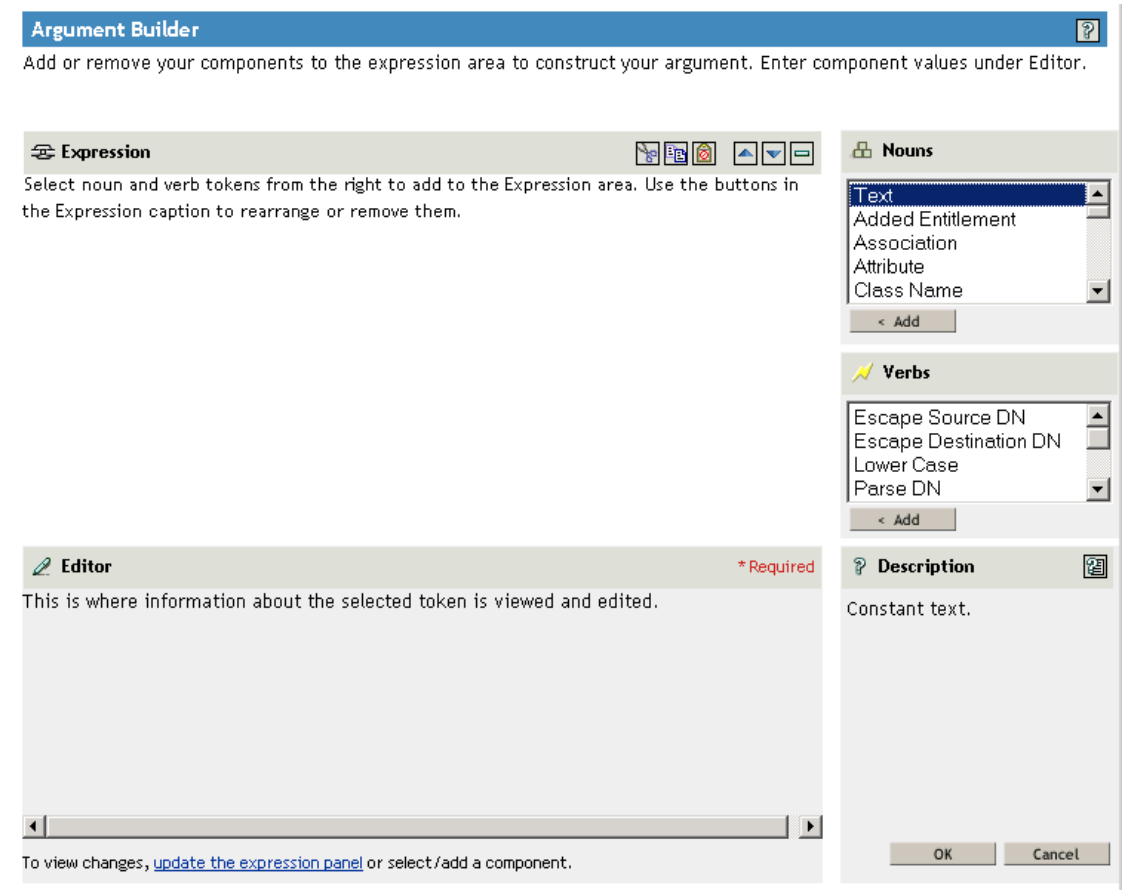 Argument Builder
Add or remove your components to the expression area to construct your argument. Enter component values under Editor.
Expression
Select noun and verb tokens from the right to add to the Expression area. Use the buttons in
the Expression caption to rearrange or remove them.
Nouns
Text
Added Entitlement
Association
Attribute
Class Name
< Add
Verbs
Escape Source DN
Escape Destination DN
Lower Case
Parse DN
< Add
Editor
*Required
This is where information about the selected token is viewed and edited.
To view changes, update the expression panel or select/add a component.
Description
Constant text.
OK
Cancel